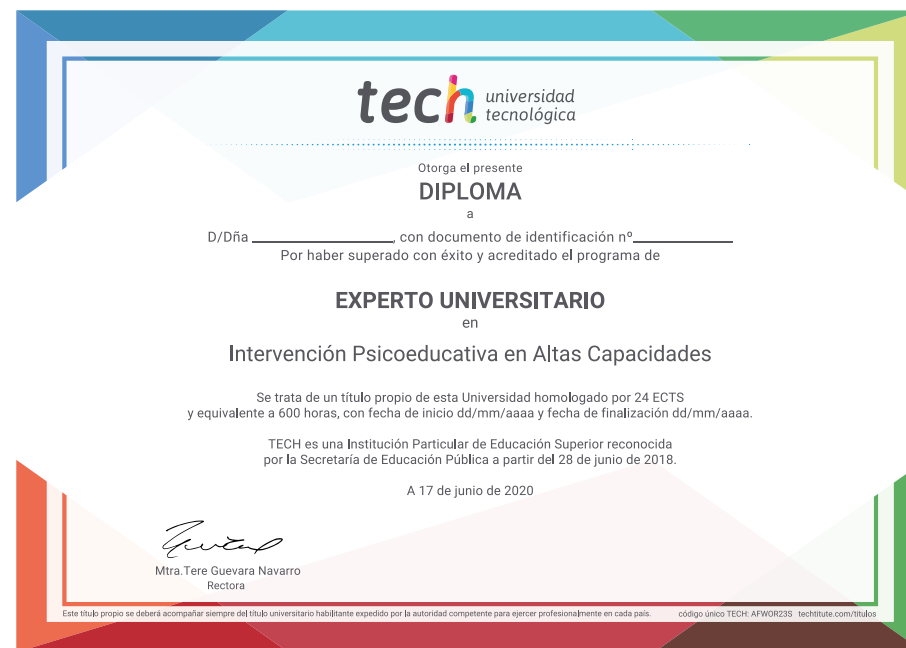 tech universidad
tecnológica
Otorga el presente
DIPLOMA
a
D/Dña ____________________, con documento de identificación nº______________
Por haber superado con éxito y acreditado el programa de
EXPERTO UNIVERSITARIO
en
Intervención Psicoeducativa en Altas Capacidades
Se trata de un título propio de esta Universidad homologado por 24 ECTS
y equivalente a 600 horas, con fecha de inicio dd/mm/aaaa y fecha de finalización dd/mm/aaaa.
TECH es una Institución Particular de Educación Superior reconocida
por la Secretaría de Educación Pública a partir del 28 de junio de 2018.
A 17 de junio de 2020
Mtra.Tere Guevara Navarro
Rectora
Este título propio se deberá acompañar siempre del título universitario habilitante expedido por la autoridad competente para ejercer profesionalmente en cada país. código único TECH: AFWOR23S techtitute.com/titulos